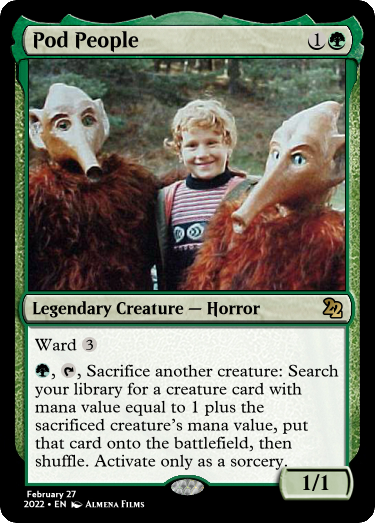 Pod People 1
Legendary Creature — Horror
Ward 3
, , Sacrifice another creature: Search
your library for a creature card with
mana value equal to 1 plus the
sacrificed creature's mana value, put
that card onto the battlefield, then
shuffle. Activate only as a sorcery.
1/1
February 27
2022 • EN Almena Films